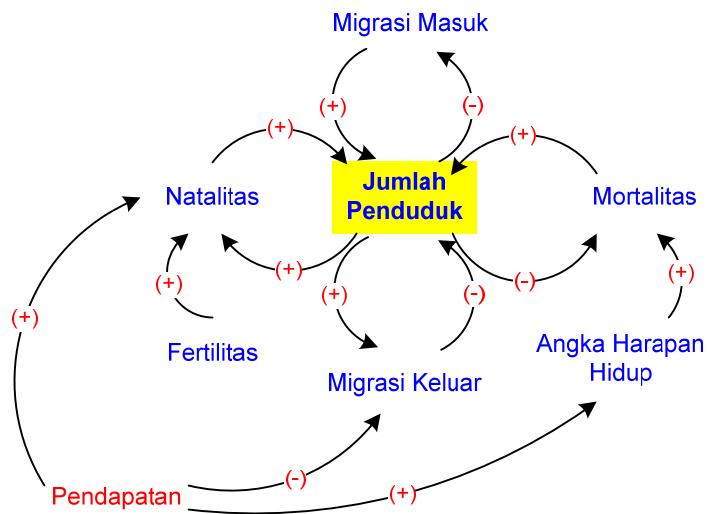 Migrasi Masuk
(+)
(-)
(+)
(+)
Natalitas
Jumlah
Penduduk
Mortalitas
(+)
(+)
(+)
(-)
(-)
(+)
(+)
Fertilitas
Migrasi Keluar
Angka Harapan
Hidup
Pendapatan
(-)
(+)